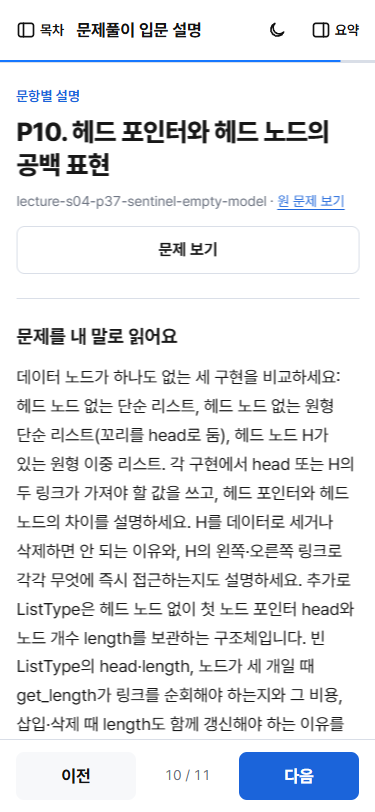 목차 문제풀이 입문 설명 요약
문항별 설명
P10. 헤드 포인터와 헤드 노드의
공백 표현
lecture-s04-p37-sentinel-empty-model · 원 문제 보기
문제 보기
문제를 내 말로 읽어요
데이터 노드가 하나도 없는 세 구현을 비교하세요:
헤드 노드 없는 단순 리스트, 헤드 노드 없는 원형
단순 리스트(꼬리를 head로 둠), 헤드 노드 H가
있는 원형 이중 리스트. 각 구현에서 head 또는 H의
두 링크가 가져야 할 값을 쓰고, 헤드 포인터와 헤드
노드의 차이를 설명하세요. H를 데이터로 세거나
삭제하면 안 되는 이유와, H의 왼쪽·오른쪽 링크로
각각 무엇에 즉시 접근하는지도 설명하세요. 추가로
ListType은 헤드 노드 없이 첫 노드 포인터 head와
노드 개수 length를 보관하는 구조체입니다. 빈
ListType의 head·length, 노드가 세 개일 때
get_length가 링크를 순회해야 하는지와 그 비용,
삽입·삭제 때 length도 함께 갱신해야 하는 이유를
이전 10 / 11 다음